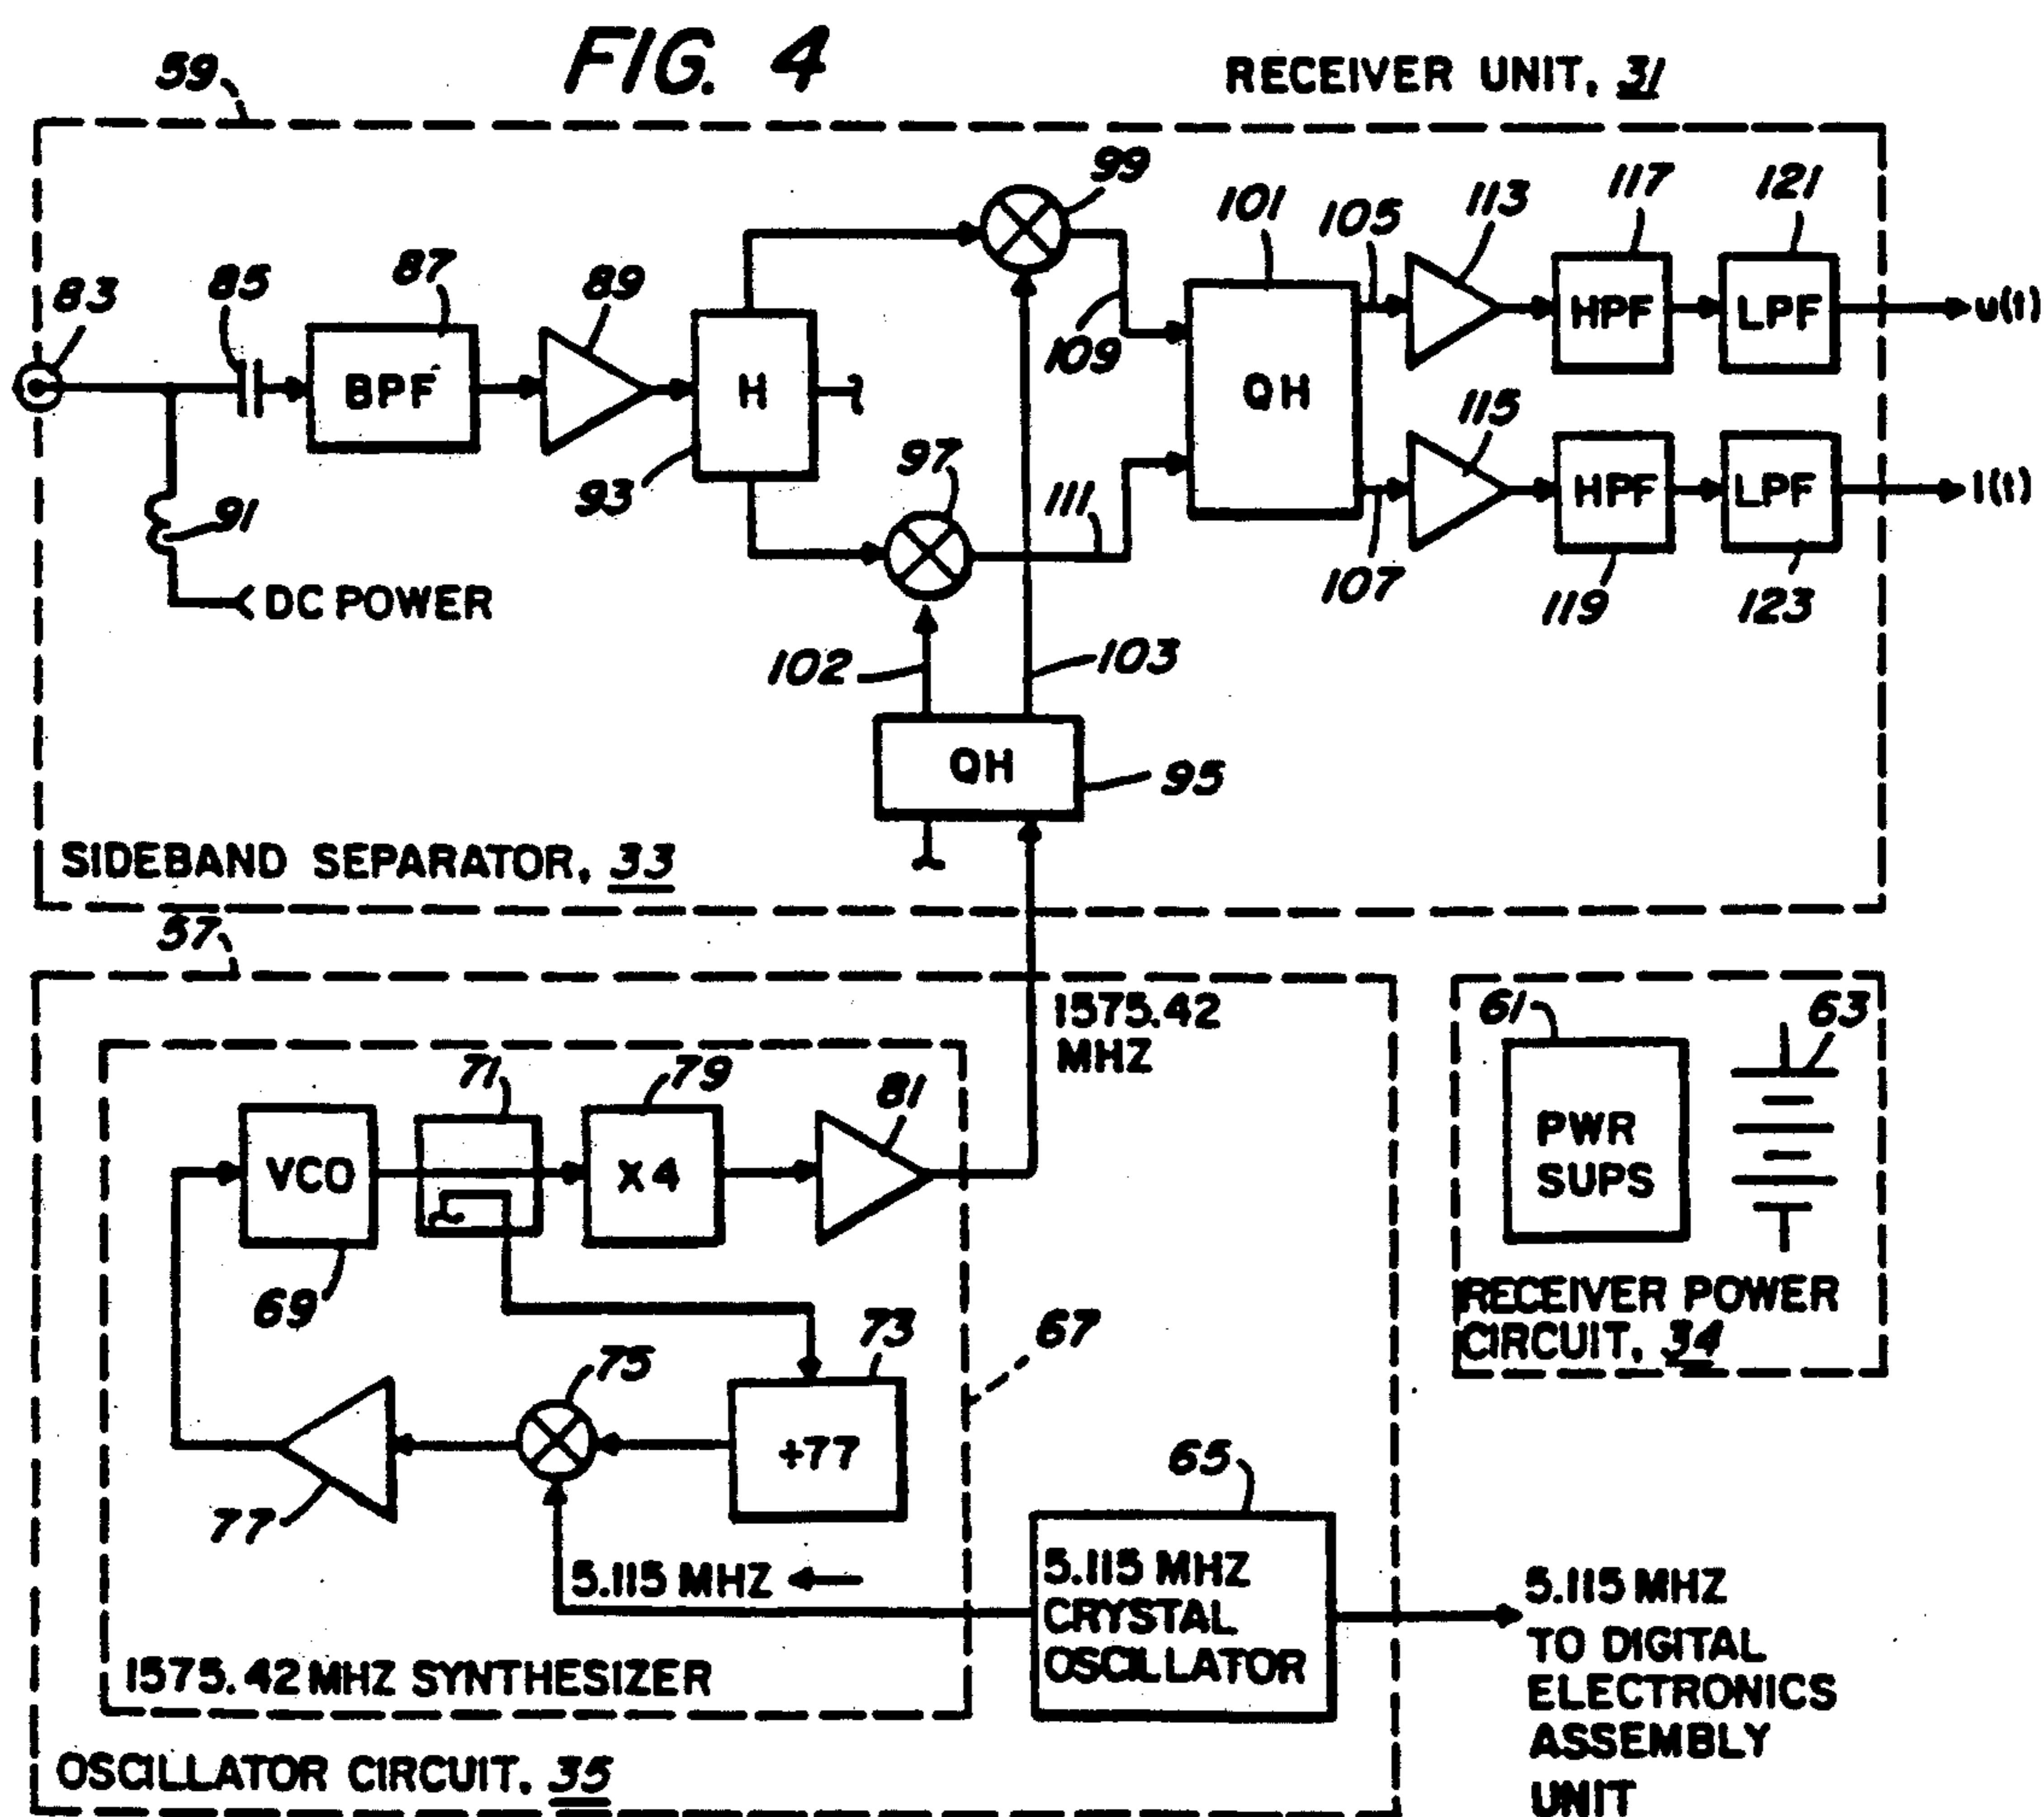 FIG. 4
RECEIVER UNIT, 31
59
83
85
87
BPF
89
H
93
91
DC POWER
99
97
102
103
109
111
101
QH
105
107
113
115
117
HPF
119
HPF
121
LPF
123
LPF
u(t)
l(t)
QH
95
SIDEBAND SEPARATOR, 33
57
1575.42
MHZ
71
79
81
VCO
X4
69
67
73
75
÷77
77
5.115 MHZ
1575.42 MHZ SYNTHESIZER
65
5.115 MHZ
CRYSTAL
OSCILLATOR
OSCILLATOR CIRCUIT, 35
61
63
PWR
SUPS
RECEIVER POWER
CIRCUIT, 34
5.115 MHZ
TO DIGITAL
ELECTRONICS
ASSEMBLY
UNIT